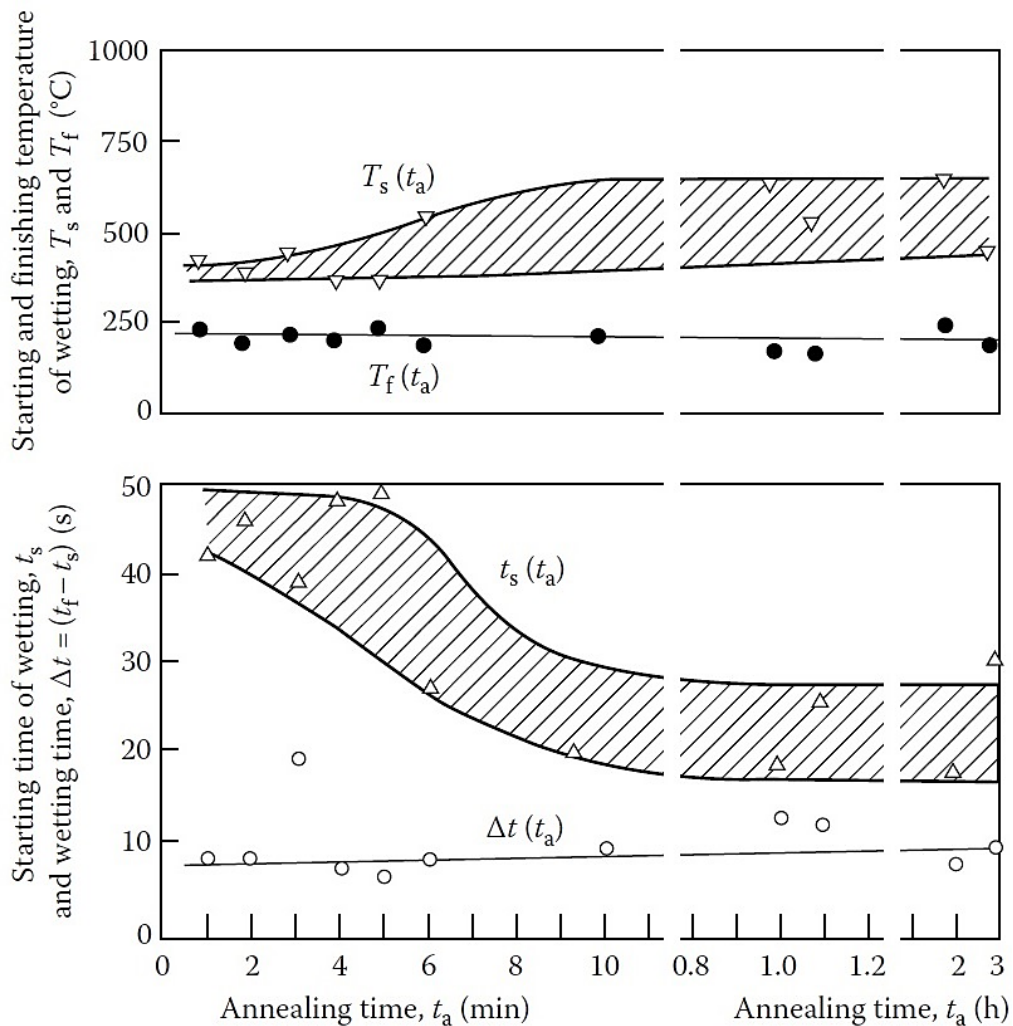 Starting and finishing temperature
of wetting, Ts and Tf (°C)
1000
750
500
250
0
Ts (ta)
Tf (ta)
Starting time of wetting, ts
and wetting time, Δt = (tf – ts) (s)
50
40
30
20
10
0
ts (ta)
Δt (ta)
0 2 4 6 8 10 0.8 1.0 1.2 2 3
Annealing time, ta (min) Annealing time, ta (h)